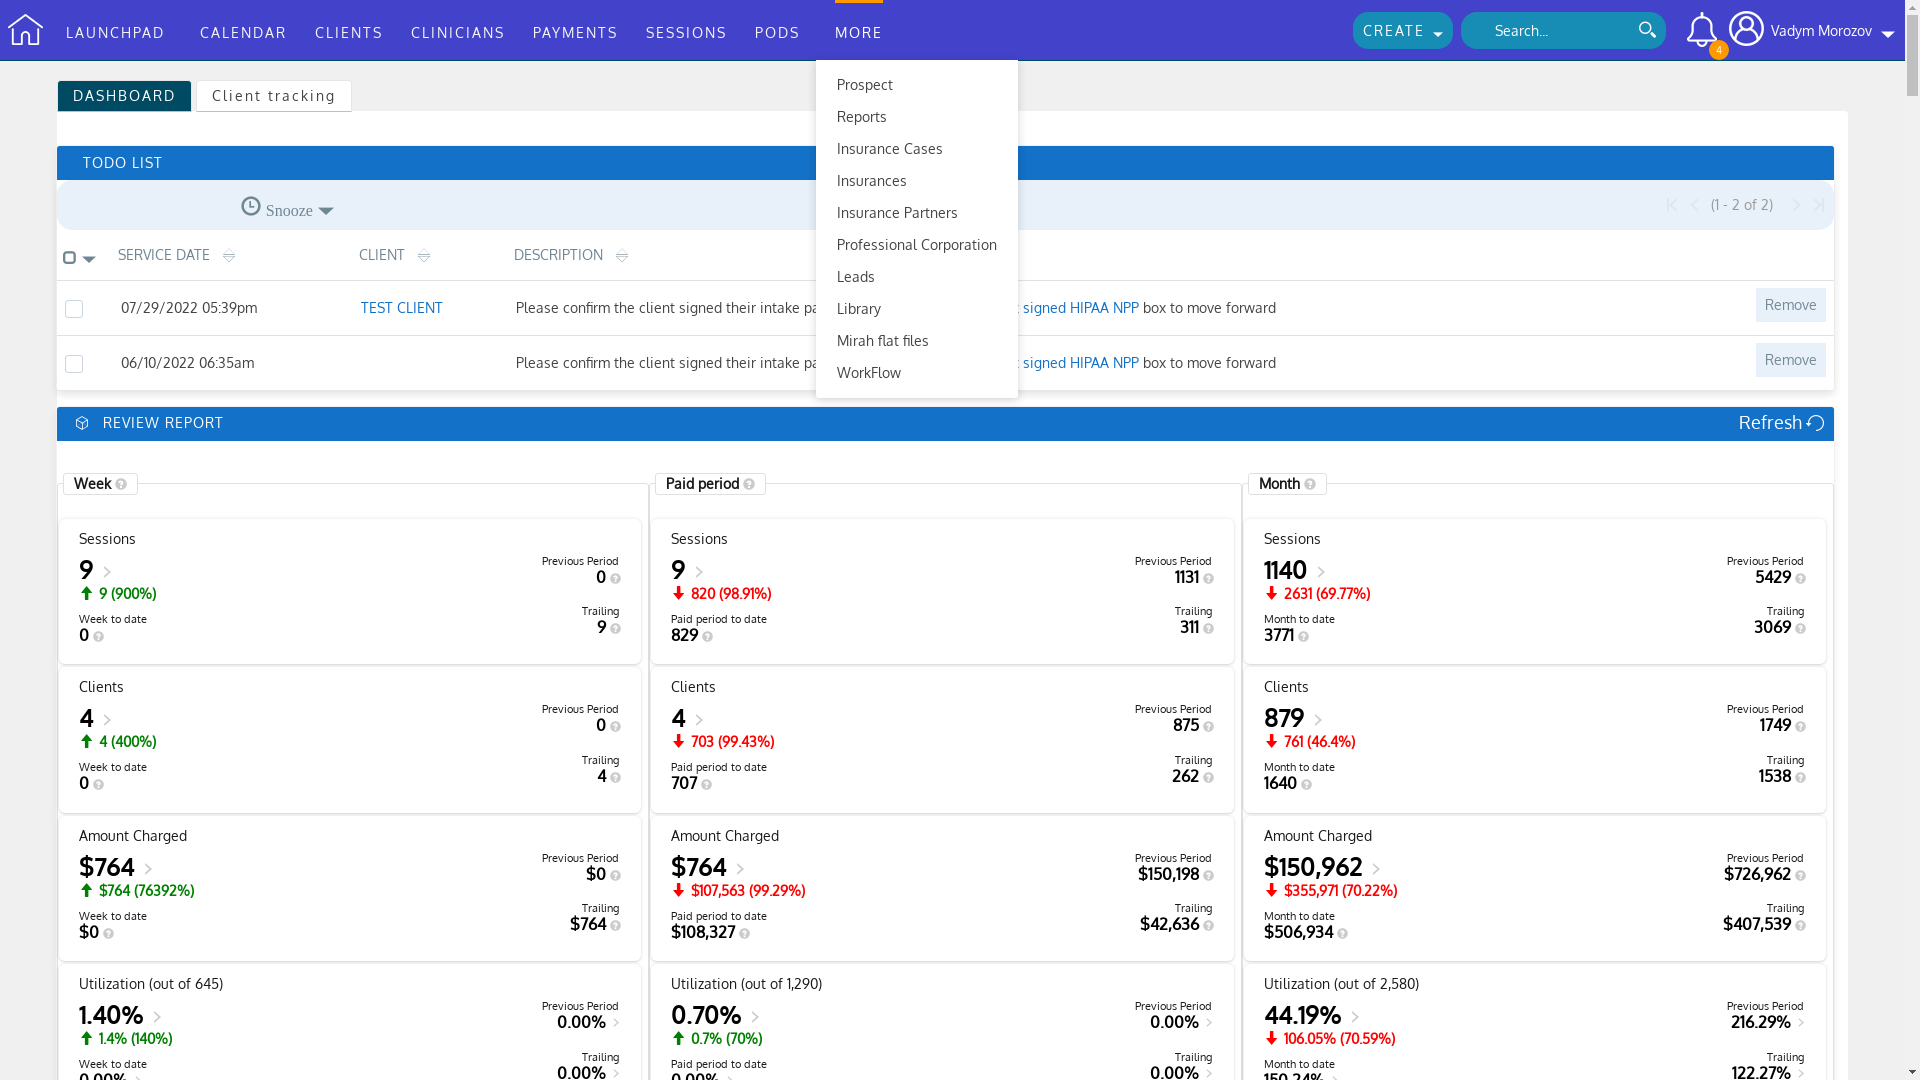 LAUNCHPAD CALENDAR CLIENTS CLINICIANS PAYMENTS SESSIONS PODS MORE CREATE Search... 4 Vadym Morozov
Prospect
Reports
Insurance Cases
Insurances
Insurance Partners
Professional Corporation
Leads
Library
Mirah flat files
WorkFlow
DASHBOARD Client tracking
TODO LIST
Snooze (1 - 2 of 2)
SERVICE DATE CLIENT DESCRIPTION
07/29/2022 05:39pm TEST CLIENT Please confirm the client signed their intake pa signed HIPAA NPP box to move forward Remove
06/10/2022 06:35am Please confirm the client signed their intake pa signed HIPAA NPP box to move forward Remove
REVIEW REPORT Refresh
Week
Sessions
9
9 (900%)
Week to date
0
Previous Period
0
Trailing
9
Clients
4
4 (400%)
Week to date
0
Previous Period
0
Trailing
4
Amount Charged
$764
$764 (76392%)
Week to date
$0
Previous Period
$0
Trailing
$764
Utilization (out of 645)
1.40%
1.4% (140%)
Week to date
0.00%
Previous Period
0.00%
Trailing
0.00%
Paid period
Sessions
9
820 (98.91%)
Paid period to date
829
Previous Period
1131
Trailing
311
Clients
4
703 (99.43%)
Paid period to date
707
Previous Period
875
Trailing
262
Amount Charged
$764
$107,563 (99.29%)
Paid period to date
$108,327
Previous Period
$150,198
Trailing
$42,636
Utilization (out of 1,290)
0.70%
0.7% (70%)
Paid period to date
0.00%
Previous Period
0.00%
Trailing
0.00%
Month
Sessions
1140
2631 (69.77%)
Month to date
3771
Previous Period
5429
Trailing
3069
Clients
879
761 (46.4%)
Month to date
1640
Previous Period
1749
Trailing
1538
Amount Charged
$150,962
$355,971 (70.22%)
Month to date
$506,934
Previous Period
$726,962
Trailing
$407,539
Utilization (out of 2,580)
44.19%
106.05% (70.59%)
Month to date
150.24%
Previous Period
216.29%
Trailing
122.27%